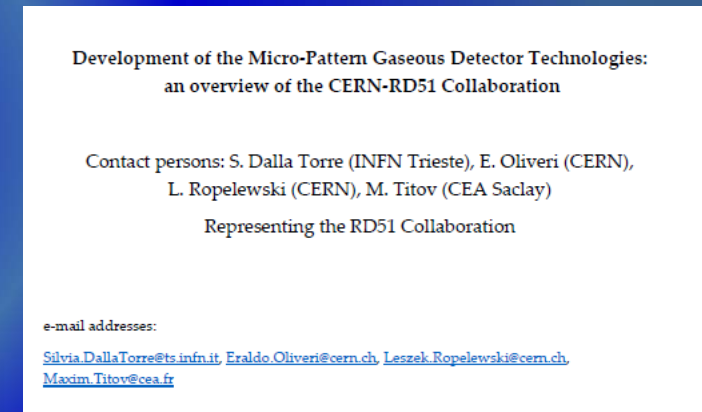 Development of the Micro-Pattern Gaseous Detector Technologies:
an overview of the CERN-RD51 Collaboration
Contact persons: S. Dalla Torre (INFN Trieste), E. Oliveri (CERN),
L. Ropelewski (CERN), M. Titov (CEA Saclay)
Representing the RD51 Collaboration
e-mail addresses:
Silvia.DallaTorre@ts.infn.it, Eraldo.Oliveri@cern.ch, Leszek.Ropelewski@cern.ch,
Maxim.Titov@cea.fr